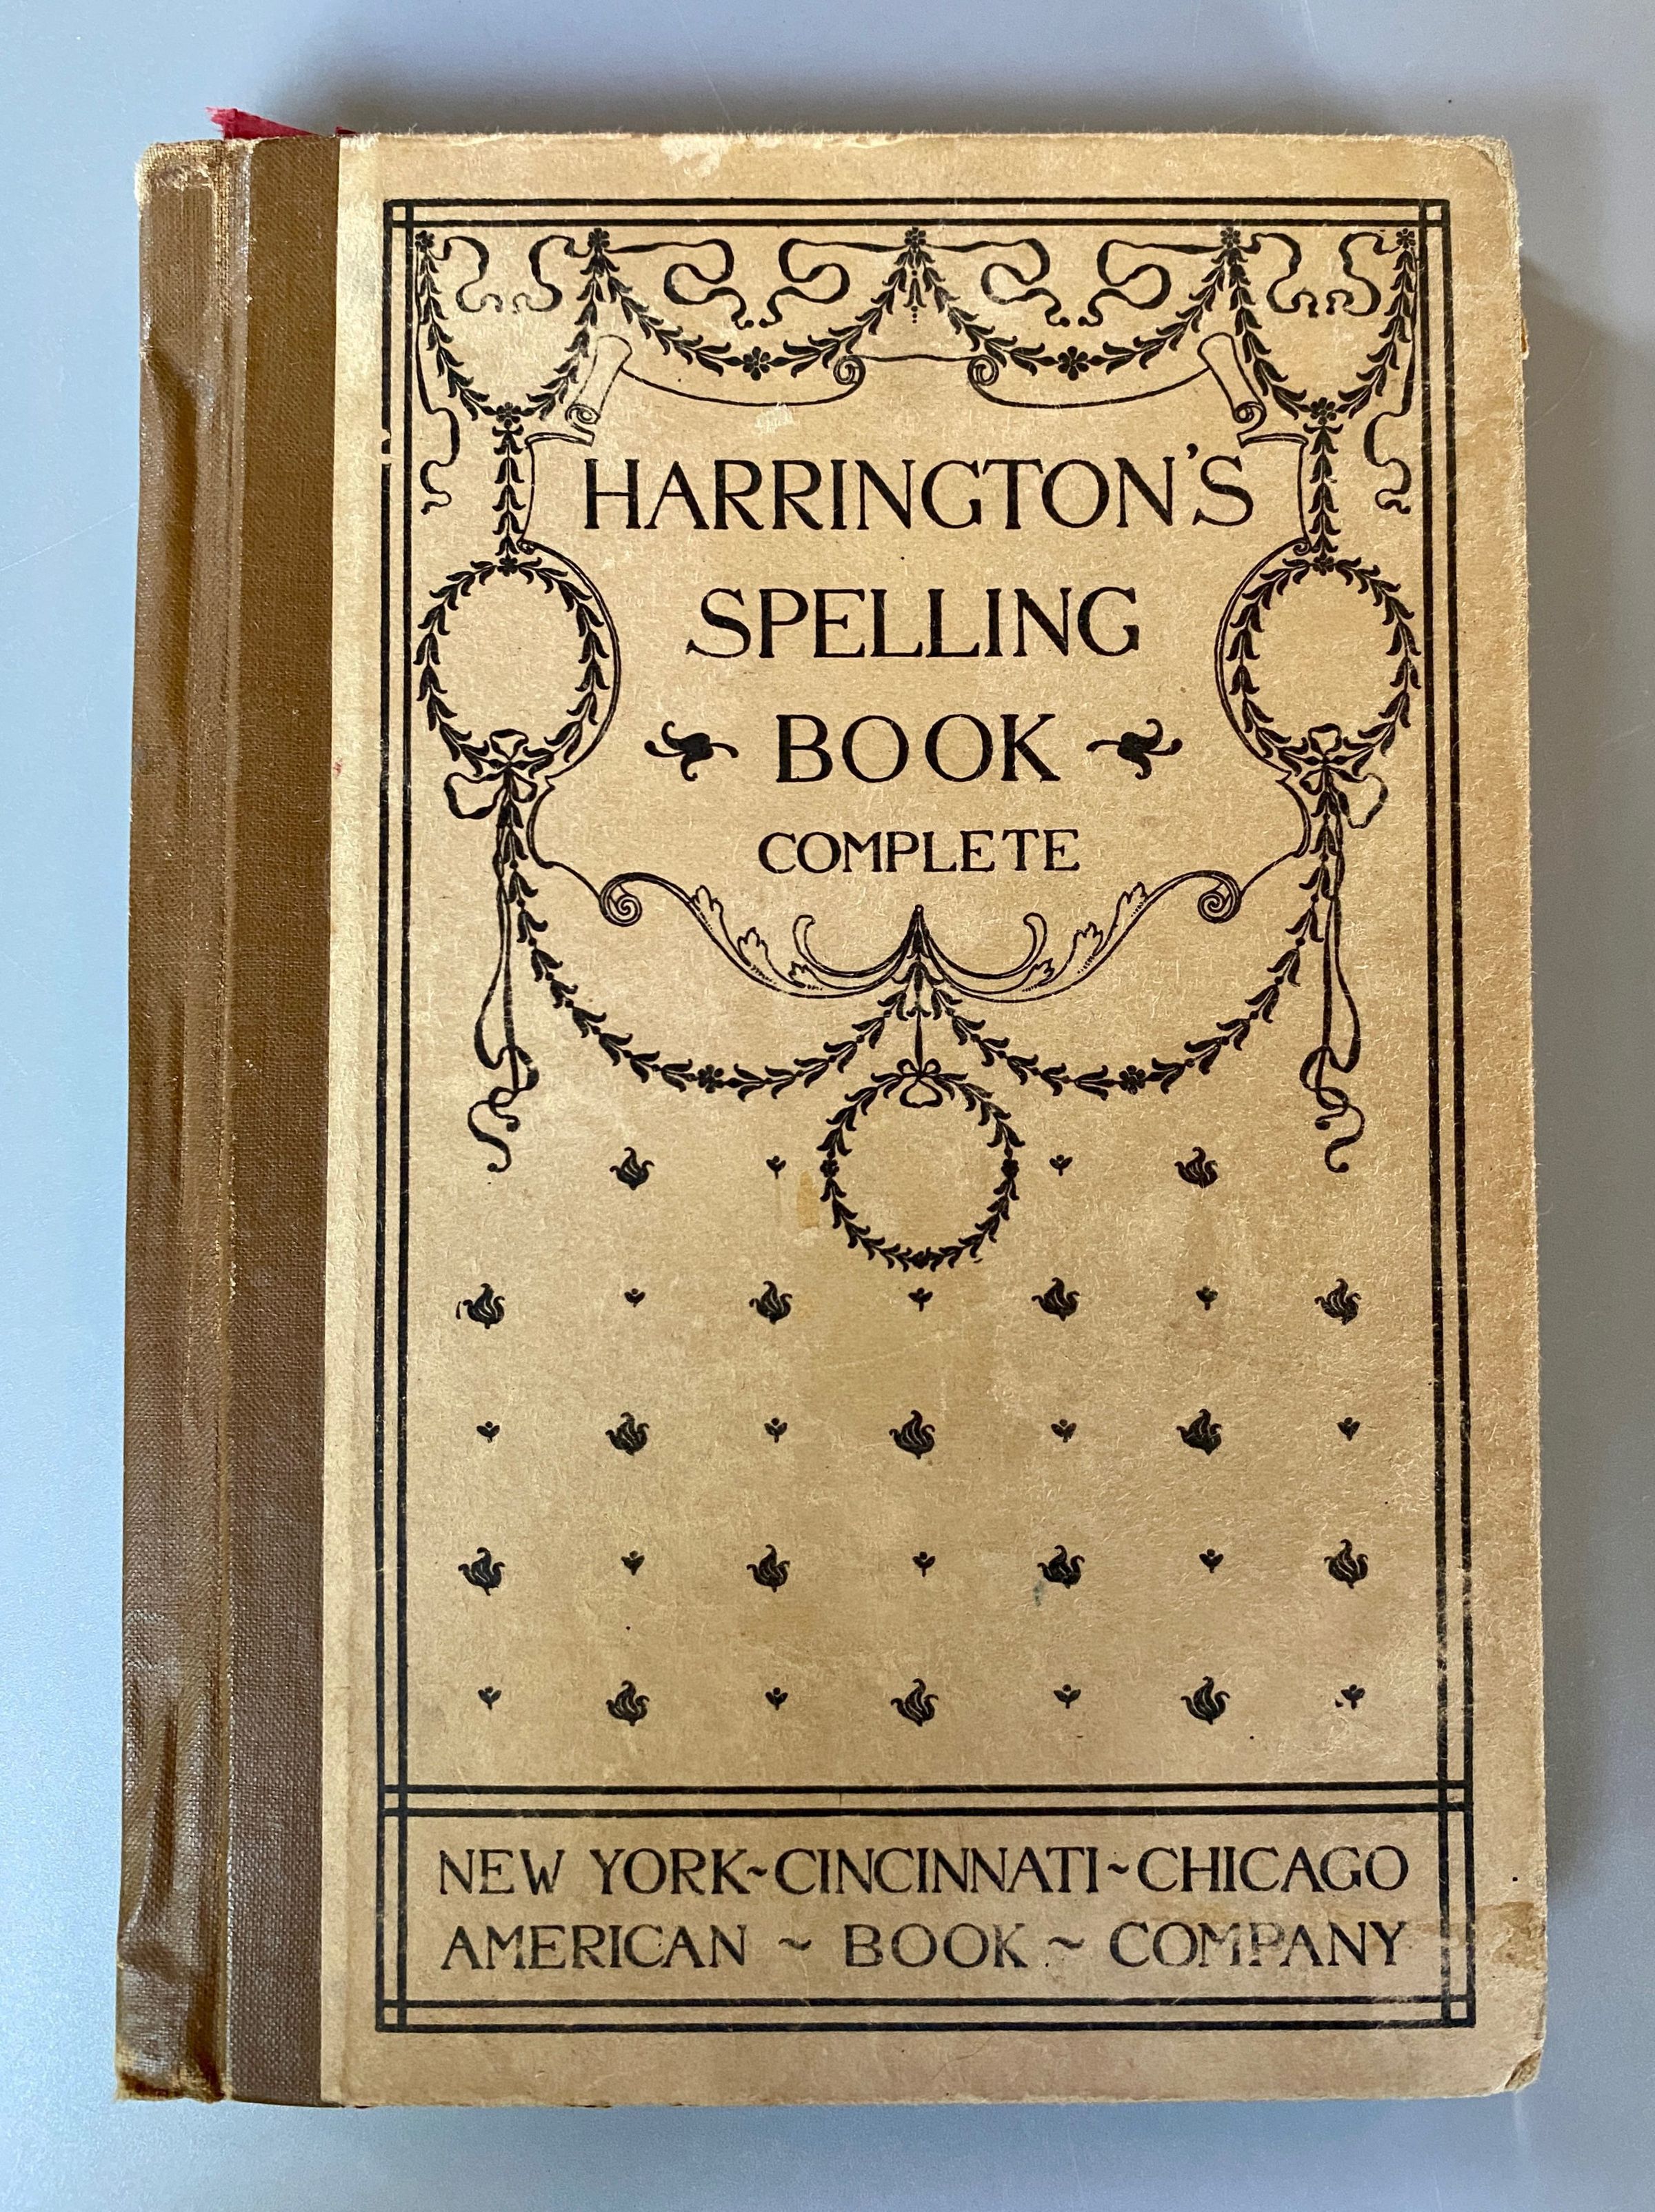 HARRINGTON'S
SPELLING
BOOK
COMPLETE
NEW YORK~CINCINNATI~CHICAGO
AMERICAN ~ BOOK ~ COMPANY